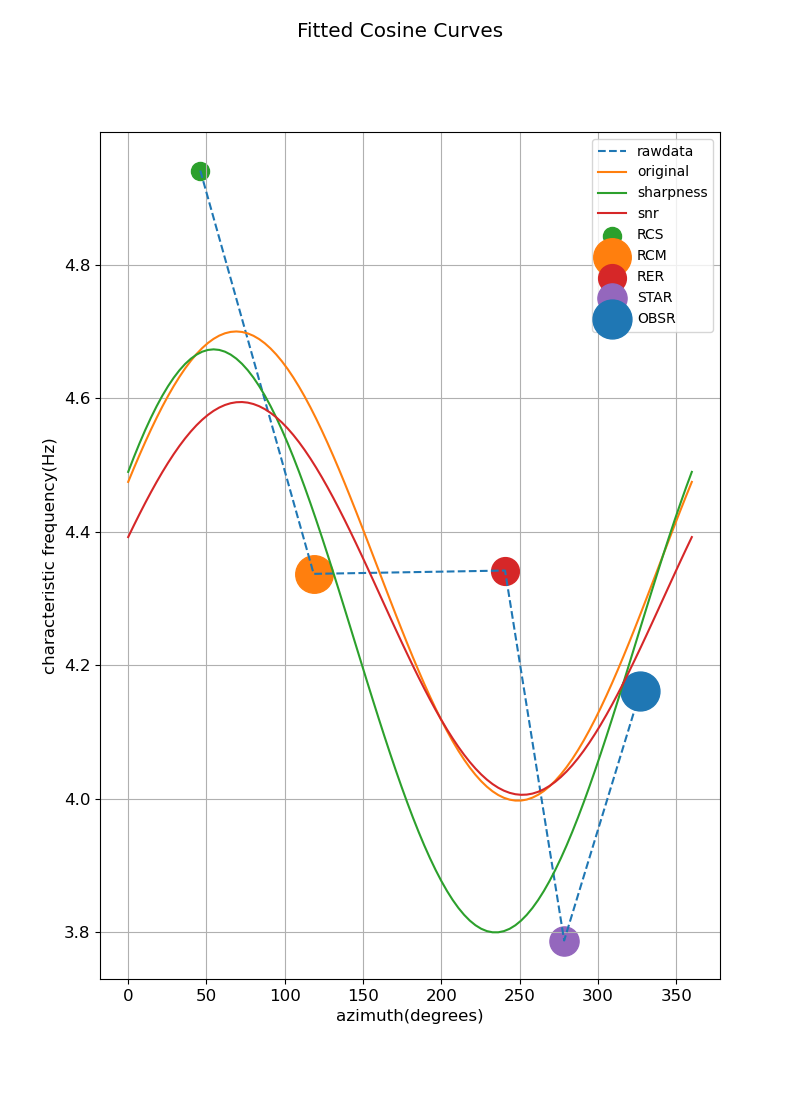 Fitted Cosine Curves
rawdata
original
sharpness
snr
RCS
RCM
RER
STAR
OBSR
4.8
4.6
4.4
4.2
4.0
3.8
characteristic frequency(Hz)
0 50 100 150 200 250 300 350
azimuth(degrees)